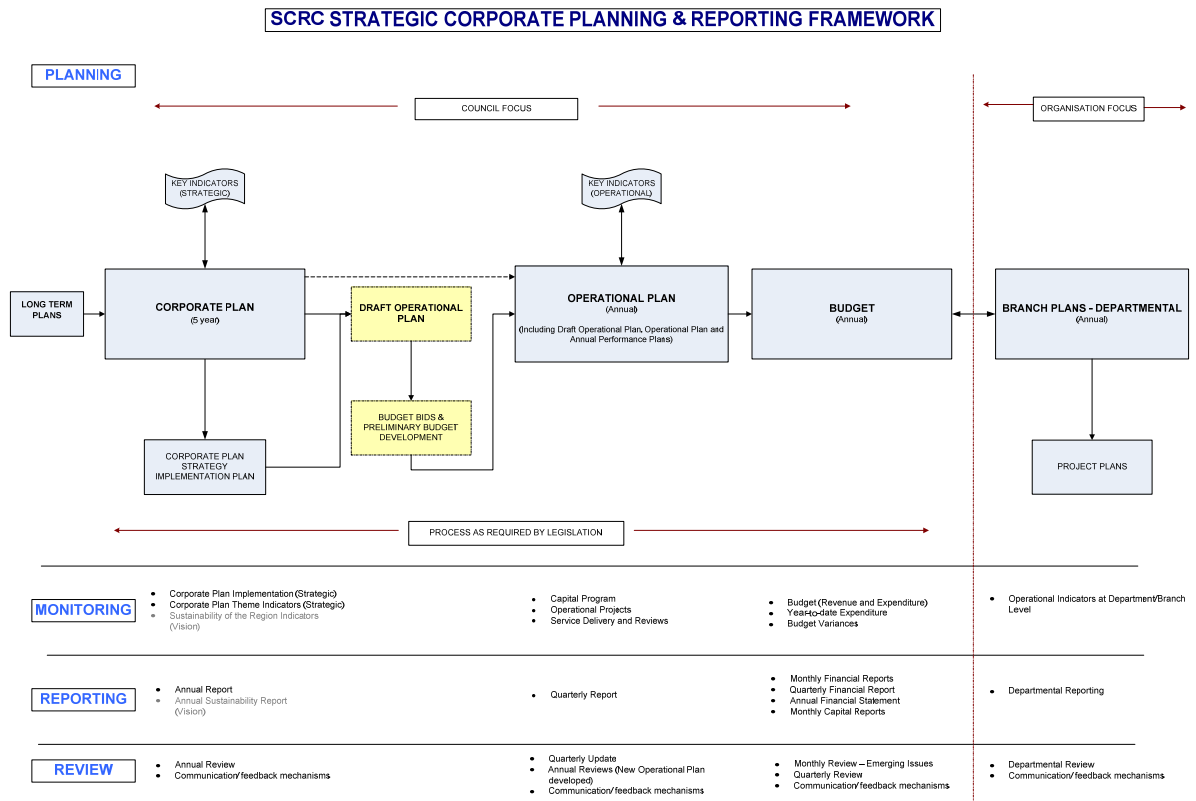 SCRC STRATEGIC CORPORATE PLANNING & REPORTING FRAMEWORK
PLANNING
COUNCIL FOCUS
ORGANISATION FOCUS
KEY INDICATORS
(STRATEGIC)
KEY INDICATORS
(OPERATIONAL)
LONG TERM
PLANS
CORPORATE PLAN
(5 year)
DRAFT OPERATIONAL
PLAN
OPERATIONAL PLAN
(Annual)
(Including Draft Operational Plan, Operational Plan and
Annual Performance Plans)
BUDGET
(Annual)
BRANCH PLANS - DEPARTMENTAL
(Annual)
CORPORATE PLAN
STRATEGY
IMPLEMENTATION PLAN
BUDGET BIDS &
PRELIMINARY BUDGET
DEVELOPMENT
PROJECT PLANS
PROCESS AS REQUIRED BY LEGISLATION
MONITORING
• Corporate Plan Implementation (Strategic)
• Corporate Plan Theme Indicators (Strategic)
• Sustainability of the Region Indicators
(Vision)
• Capital Program
• Operational Projects
• Service Delivery and Reviews
• Budget (Revenue and Expenditure)
• Year-to-date Expenditure
• Budget Variances
• Operational Indicators at Department/Branch
Level
REPORTING
• Annual Report
• Annual Sustainability Report
(Vision)
• Quarterly Report
• Monthly Financial Reports
• Quarterly Financial Report
• Annual Financial Statement
• Monthly Capital Reports
• Departmental Reporting
REVIEW
• Annual Review
• Communication/feedback mechanisms
• Quarterly Update
• Annual Reviews (New Operational Plan
developed)
• Communication/feedback mechanisms
• Monthly Review – Emerging Issues
• Quarterly Review
• Communication/feedback mechanisms
• Departmental Review
• Communication/feedback mechanisms